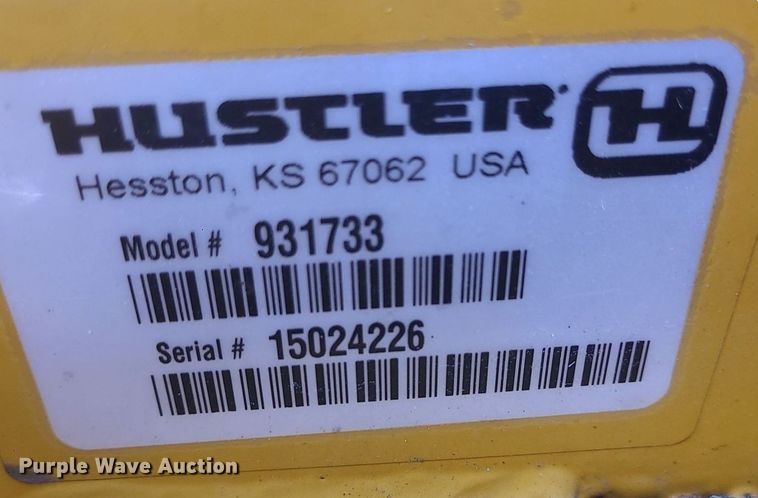 HUSTLER H
Hesston, KS 67062 USA
Model # 931733
Serial # 15024226
Purple Wave Auction